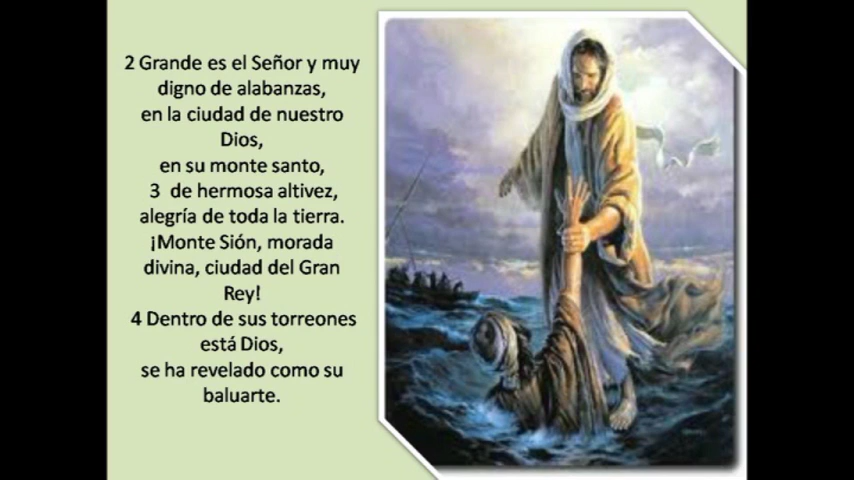 2 Grande es el Señor y muy
digno de alabanzas,
en la ciudad de nuestro
Dios,
en su monte santo,
3  de hermosa altivez,
alegría de toda la tierra.
¡Monte Sión, morada
divina, ciudad del Gran
Rey!
4 Dentro de sus torreones
está Dios,
se ha revelado como su
baluarte.